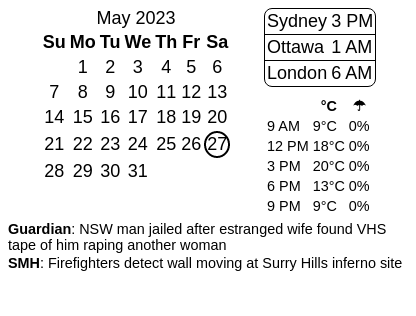 May 2023
Su Mo Tu We Th Fr Sa
1 2 3 4 5 6
7 8 9 10 11 12 13
14 15 16 17 18 19 20
21 22 23 24 25 26 27
28 29 30 31
Sydney 3 PM
Ottawa 1 AM
London 6 AM
°C ☂
9 AM 9°C 0%
12 PM 18°C 0%
3 PM 20°C 0%
6 PM 13°C 0%
9 PM 9°C 0%
Guardian: NSW man jailed after estranged wife found VHS
tape of him raping another woman
SMH: Firefighters detect wall moving at Surry Hills inferno site